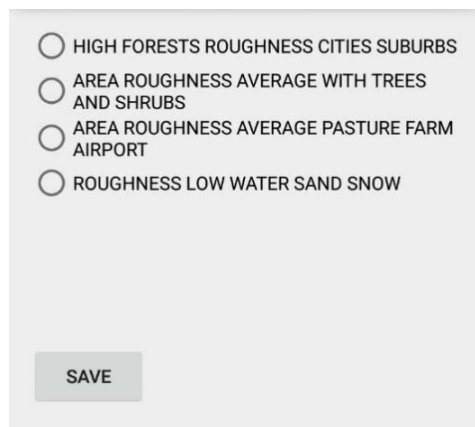 HIGH FORESTS ROUGHNESS CITIES SUBURBS
AREA ROUGHNESS AVERAGE WITH TREES
AND SHRUBS
AREA ROUGHNESS AVERAGE PASTURE FARM
AIRPORT
ROUGHNESS LOW WATER SAND SNOW
SAVE